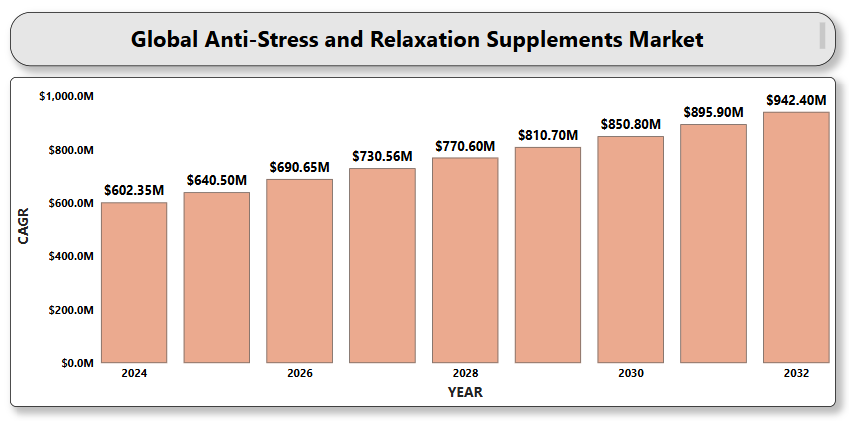 Global Anti-Stress and Relaxation Supplements Market
$1,000.0M
$800.0M
$600.0M
$400.0M
$200.0M
$0.0M
CAGR
$602.35M
$640.50M
$690.65M
$730.56M
$770.60M
$810.70M
$850.80M
$895.90M
$942.40M
2024
2026
2028
2030
2032
YEAR